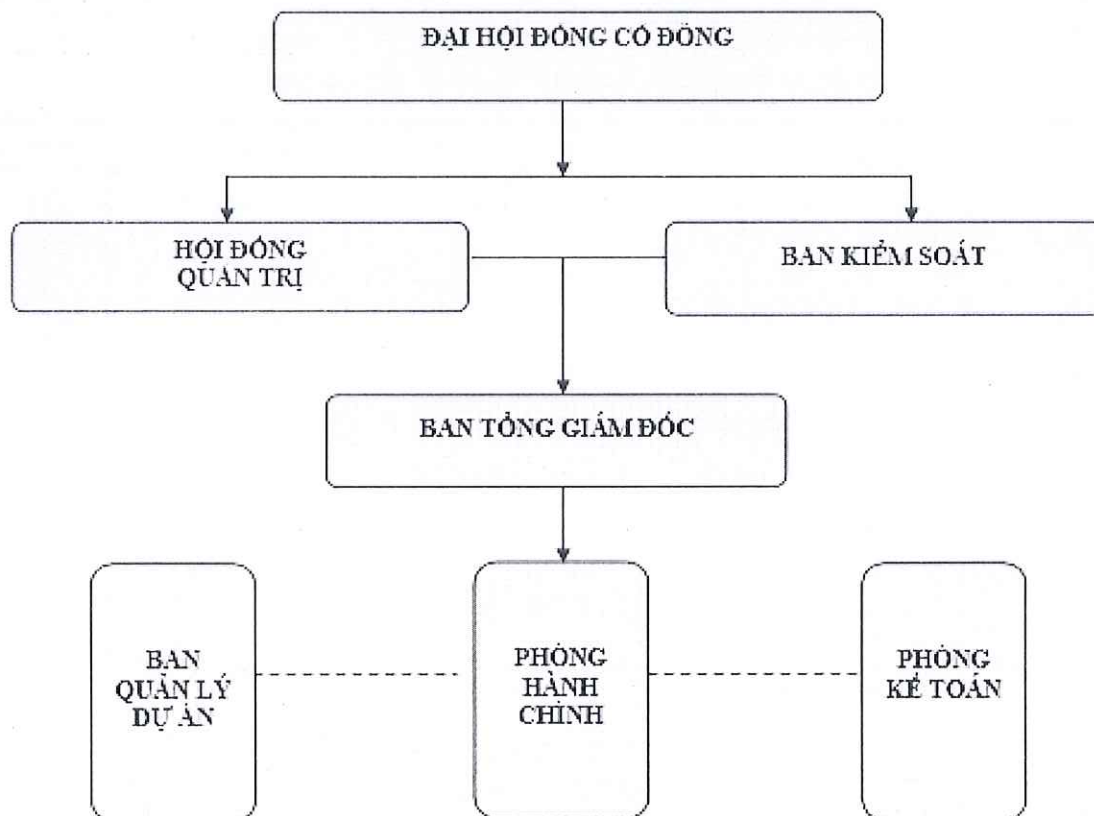 ĐẠI HỘI ĐỒNG CỔ ĐÔNG
HỘI ĐỒNG
QUẢN TRỊ
BAN KIỂM SOÁT
BAN TỔNG GIÁM ĐỐC
BAN
QUẢN LÝ
DỰ ÁN
PHÒNG
HÀNH
CHÍNH
PHÒNG
KẾ TOÁN